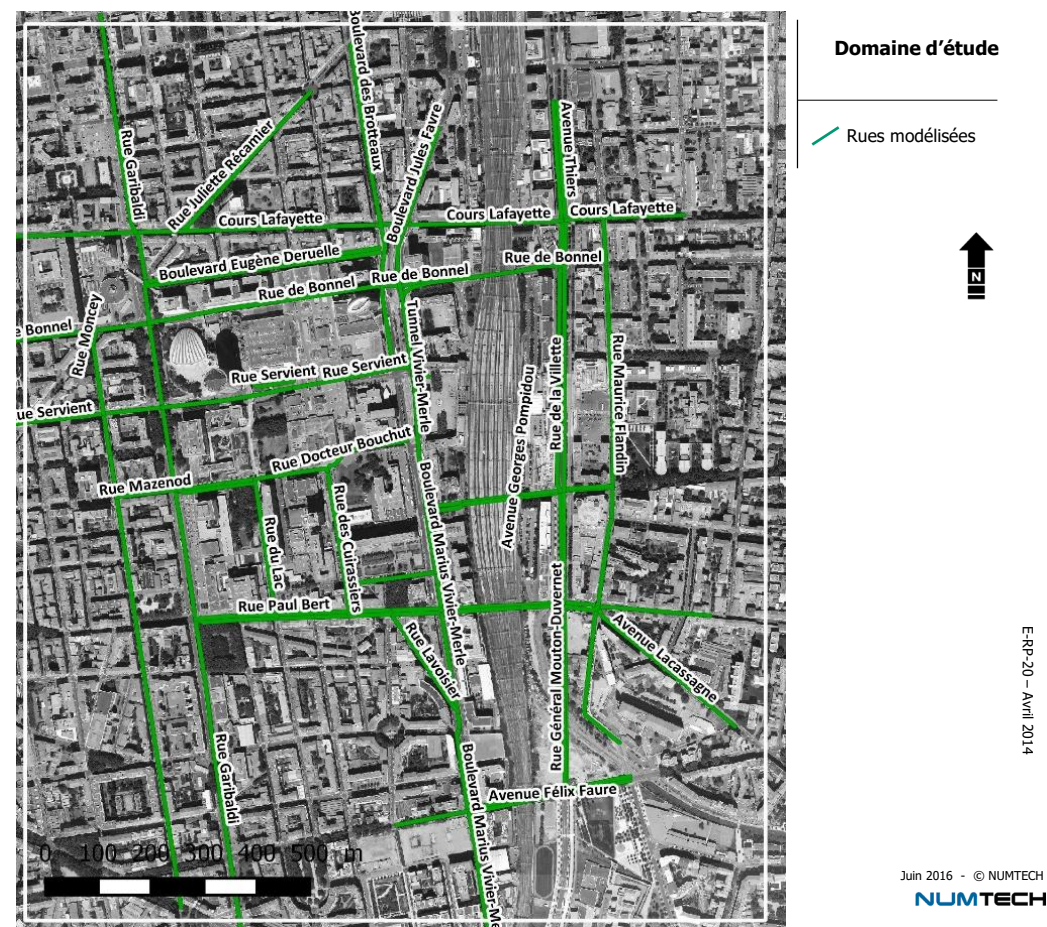 Domaine d'étude
Rues modélisées
N
Boulevard des Brotteaux
Rue Garibaldi
Rue Juliette Récamier
Boulevard Jules Favre
Avenue Thiers
Cours Lafayette
Cours Lafayette
Cours Lafayette
Boulevard Eugène Deruelle
Rue de Bonnel
Rue de Bonnel
Rue de Bonnel
e Bonnel
Rue Moncey
Tunnel Vivier-Merle
Rue Servient
Rue Servient
ue Servient
Avenue Georges Pompidou
Rue de la Villette
Rue Maurice Flandin
Rue Docteur Bouchut
Rue Mazenod
Rue du Lac
Rue des Cuirassiers
Boulevard Marius Vivier-Merle
Rue Paul Bert
Rue Lavoisier
Rue Général Mouton-Duvernet
Avenue Lacassagne
Rue Garibaldi
Boulevard Marius Vivier-Me
Avenue Félix Faure
0 100 200 300 400 500 m
E-RP-20 – Avril 2014
Juin 2016 - © NUMTECH
NUMTECH